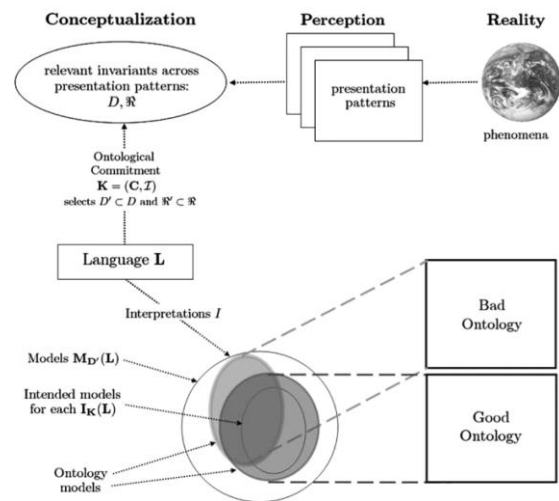 Conceptualization
Perception
Reality
relevant invariants across
presentation patterns:
D, ℜ
presentation
patterns
phenomena
Ontological
Commitment
K = (C, I)
selects D′ ⊂ D and ℜ′ ⊂ ℜ
Language L
Interpretations I
Bad
Ontology
Models M_D′(L)
Intended models
for each I_K(L)
Good
Ontology
Ontology
models